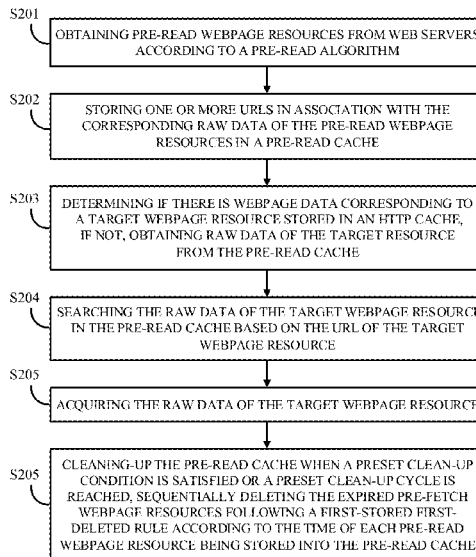 S201
OBTAINING PRE-READ WEBPAGE RESOURCES FROM WEB SERVERS
ACCORDING TO A PRE-READ ALGORITHM
S202
STORING ONE OR MORE URLS IN ASSOCIATION WITH THE
CORRESPONDING RAW DATA OF THE PRE-READ WEBPAGE
RESOURCES IN A PRE-READ CACHE
S203
DETERMINING IF THERE IS WEBPAGE DATA CORRESPONDING TO
A TARGET WEBPAGE RESOURCE STORED IN AN HTTP CACHE,
IF NOT, OBTAINING RAW DATA OF THE TARGET RESOURCE
FROM THE PRE-READ CACHE
S204
SEARCHING THE RAW DATA OF THE TARGET WEBPAGE RESOURCE
IN THE PRE-READ CACHE BASED ON THE URL OF THE TARGET
WEBPAGE RESOURCE
S205
ACQUIRING THE RAW DATA OF THE TARGET WEBPAGE RESOURCE
S205
CLEANING-UP THE PRE-READ CACHE WHEN A PRESET CLEAN-UP
CONDITION IS SATISFIED OR A PRESET CLEAN-UP CYCLE IS
REACHED, SEQUENTIALLY DELETING THE EXPIRED PRE-FETCH
WEBPAGE RESOURCES FOLLOWING A FIRST-STORED FIRST-
DELETED RULE ACCORDING TO THE TIME OF EACH PRE-READ
WEBPAGE RESOURCE BEING STORED INTO THE PRE-READ CACHE